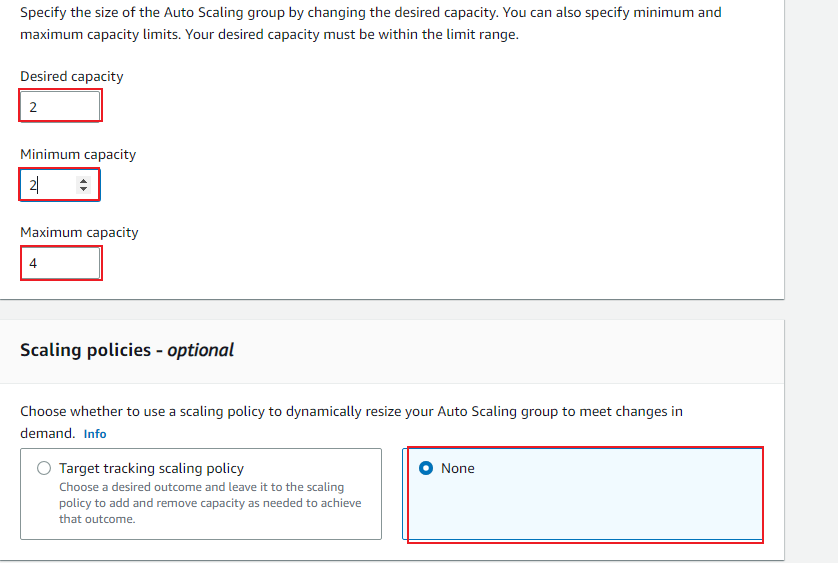 Specify the size of the Auto Scaling group by changing the desired capacity. You can also specify minimum and
maximum capacity limits. Your desired capacity must be within the limit range.
Desired capacity
2
Minimum capacity
2
Maximum capacity
4
Scaling policies - optional
Choose whether to use a scaling policy to dynamically resize your Auto Scaling group to meet changes in
demand. Info
Target tracking scaling policy
Choose a desired outcome and leave it to the scaling
policy to add and remove capacity as needed to achieve
that outcome.
None